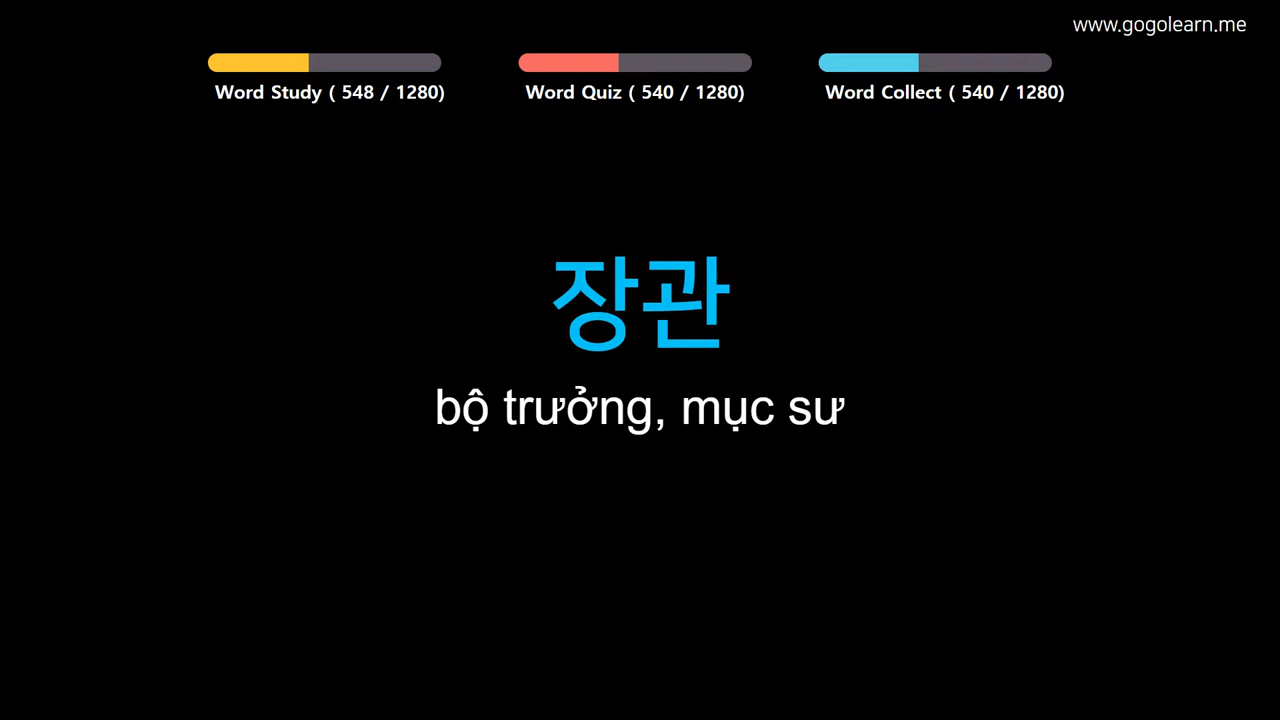 www.gogolearn.me
Word Study ( 548 / 1280)
Word Quiz ( 540 / 1280)
Word Collect ( 540 / 1280)
장관
bộ trưởng, mục sư